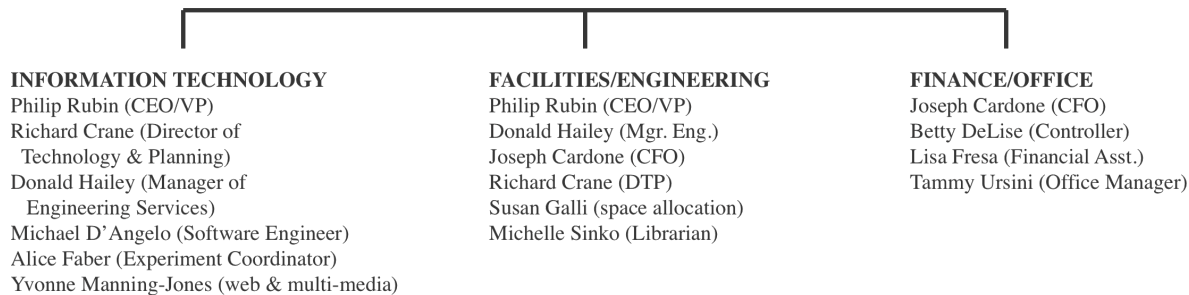 INFORMATION TECHNOLOGY
Philip Rubin (CEO/VP)
Richard Crane (Director of
Technology & Planning)
Donald Hailey (Manager of
Engineering Services)
Michael D’Angelo (Software Engineer)
Alice Faber (Experiment Coordinator)
Yvonne Manning-Jones (web & multi-media)
FACILITIES/ENGINEERING
Philip Rubin (CEO/VP)
Donald Hailey (Mgr. Eng.)
Joseph Cardone (CFO)
Richard Crane (DTP)
Susan Galli (space allocation)
Michelle Sinko (Librarian)
FINANCE/OFFICE
Joseph Cardone (CFO)
Betty DeLise (Controller)
Lisa Fresa (Financial Asst.)
Tammy Ursini (Office Manager)